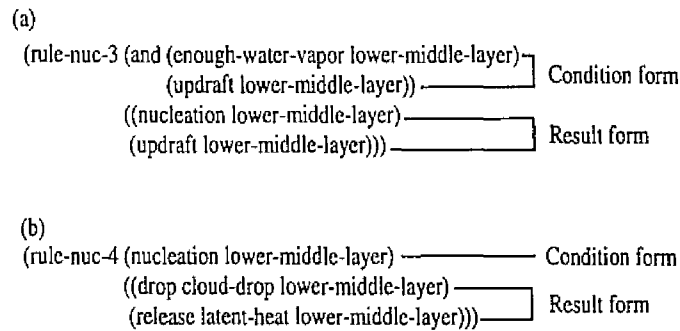 (a)
(rule-nuc-3 (and (enough-water-vapor lower-middle-layer)
(updraft lower-middle-layer))
Condition form
((nucleation lower-middle-layer)
(updraft lower-middle-layer)))
Result form
(b)
(rule-nuc-4 (nucleation lower-middle-layer) Condition form
((drop cloud-drop lower-middle-layer)
(release latent-heat lower-middle-layer)))
Result form